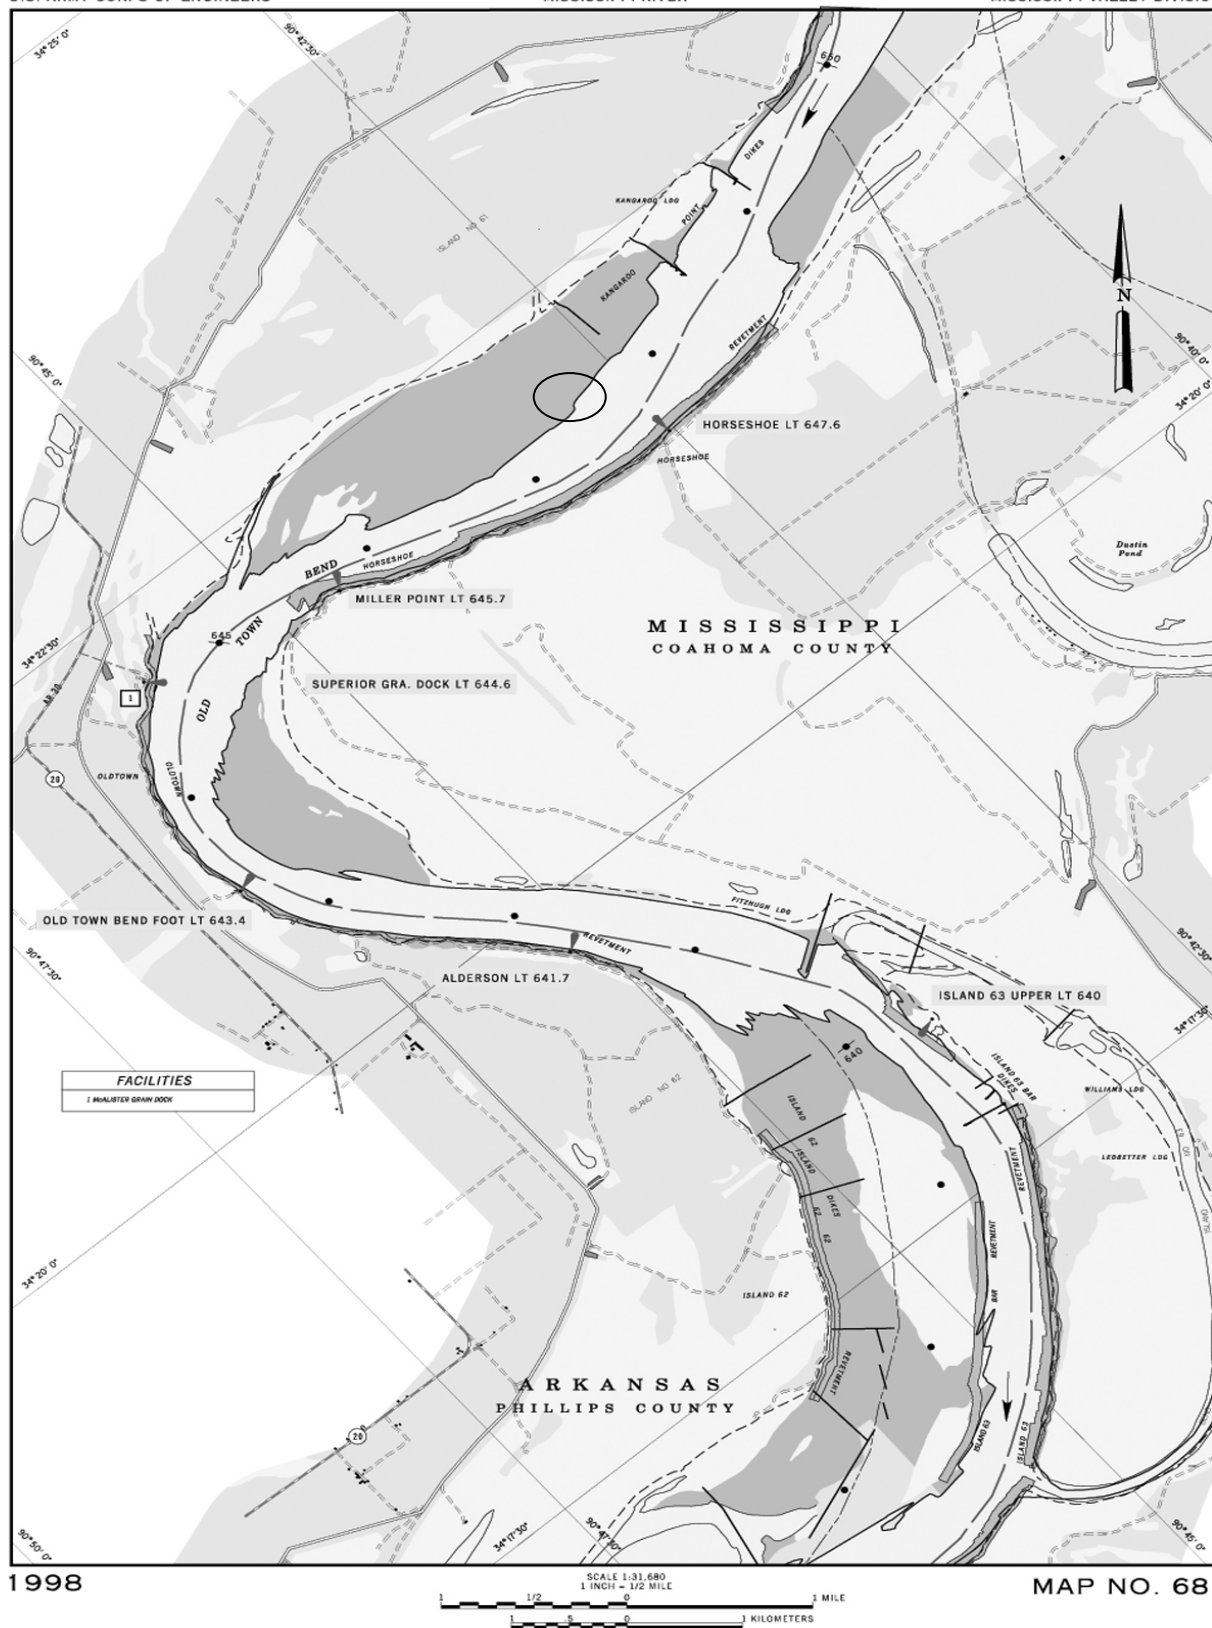 MISSISSIPPI RIVER
34° 25' 0"
90° 42'30"
650
DIKES
KANGAROO LDG
POINT
ISLAND NO. 61
KANGAROO
N
REVETMENT
90° 40' 0"
90° 45' 0"
34° 20' 0"
HORSESHOE LT 647.6
HORSESHOE
Dustin
Pond
BEND
HORSESHOE
MILLER POINT LT 645.7
645
TOWN
MISSISSIPPI
COAHOMA COUNTY
34° 22'30"
AR 20
1
SUPERIOR GRA. DOCK LT 644.6
OLD
OLDTOWN
OLDTOWN
20
FITZHUGH LDG
OLD TOWN BEND FOOT LT 643.4
REVETMENT
90° 42'30"
90° 47'30"
ALDERSON LT 641.7
ISLAND 63 UPPER LT 640
34° 17'30"
640
ISLAND 63 BAR
DIKES
FACILITIES
1 McALISTER GRAIN DOCK
WILLIAMS LDG
ISLAND NO. 62
ISLAND 62
LEDBETTER LDG
REVETMENT
ISLAND
62
DIKES
62
62
REVETMENT
34° 20' 0"
BAR
ISLAND 62
REVETMENT
ARKANSAS
PHILLIPS COUNTY
20
ISLAND 63
ISLAND 63
90° 50' 0"
34° 17'30"
90° 47'30"
90° 45' 0"
1998
SCALE 1:31,680
1 INCH = 1/2 MILE
MAP NO. 68
1 1/2 0 1 MILE
1 .5 0 1 KILOMETERS